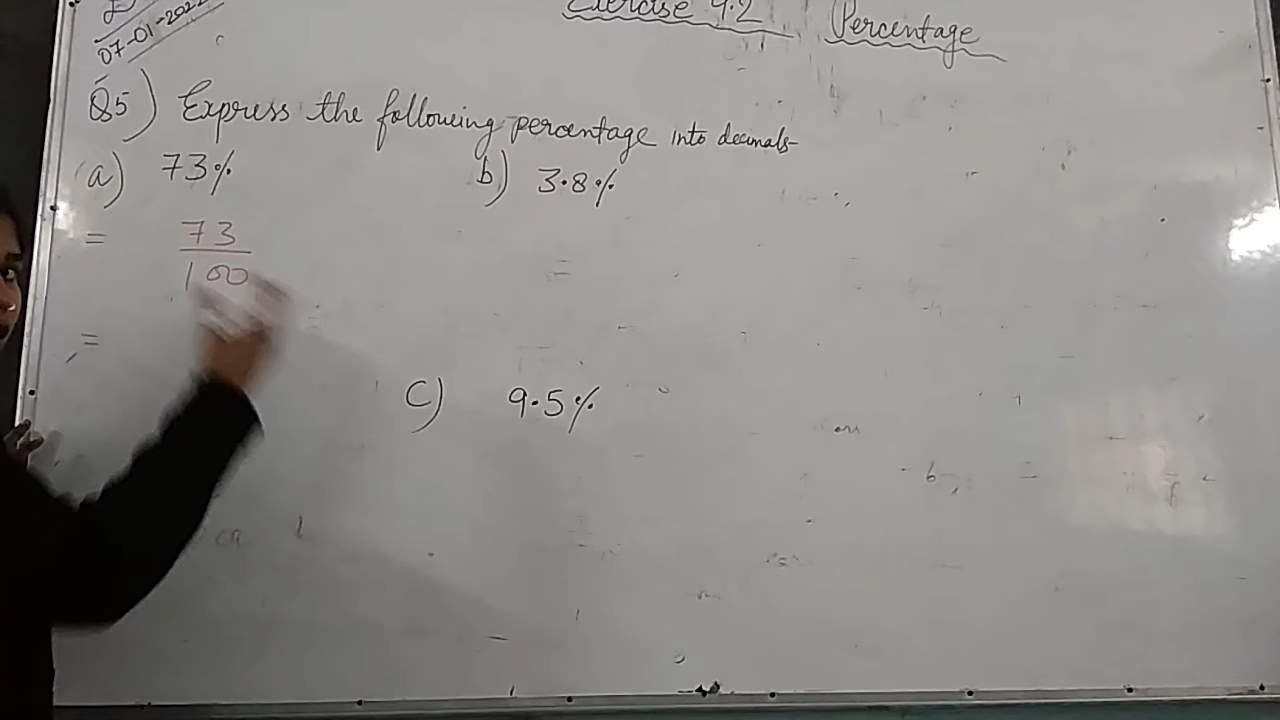 07-01-2022
Exercise 9.2 Percentage
Q5) Express the following percentage into decimals-
(a) 73%
b) 3.8%
= 73/100
=
=
C) 9.5%